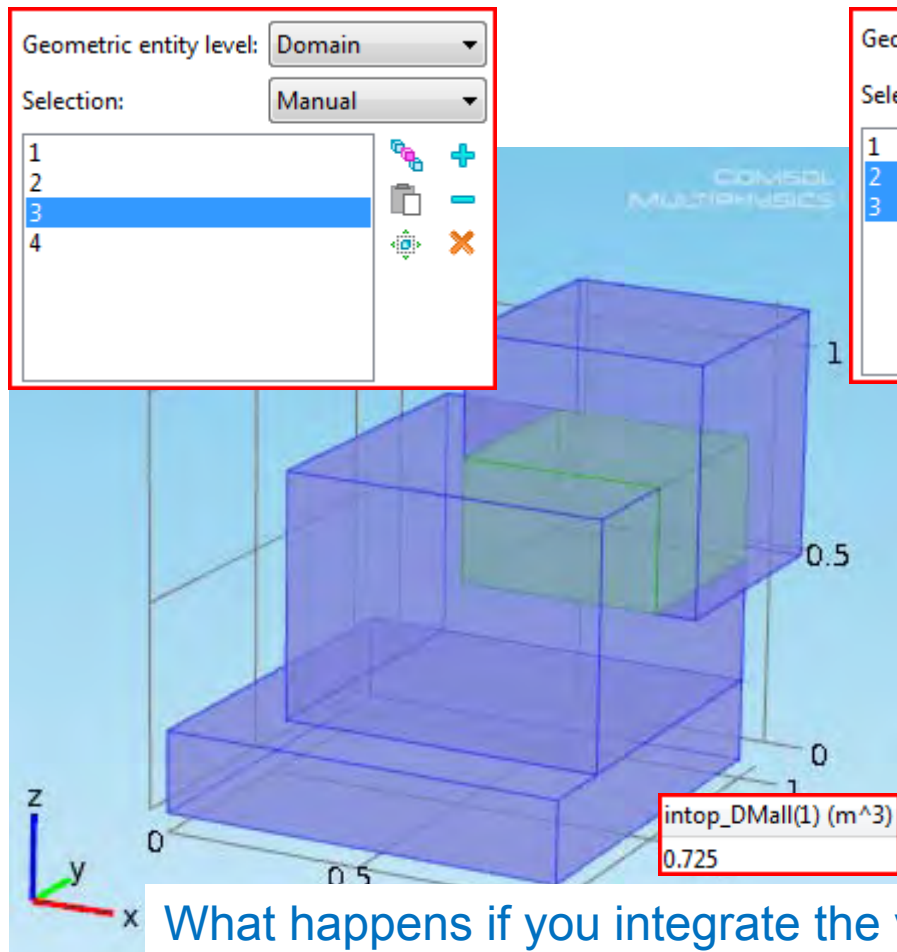 Geometric entity level: Domain
Selection: Manual
1
2
3
4
Sele
1
2
3
COMSOL
MULTIPHYSICS
1
0.5
0
1
z
y
x
0
0.5
intop_DMall(1) (m^3)
0.725
What happens if you integrate the